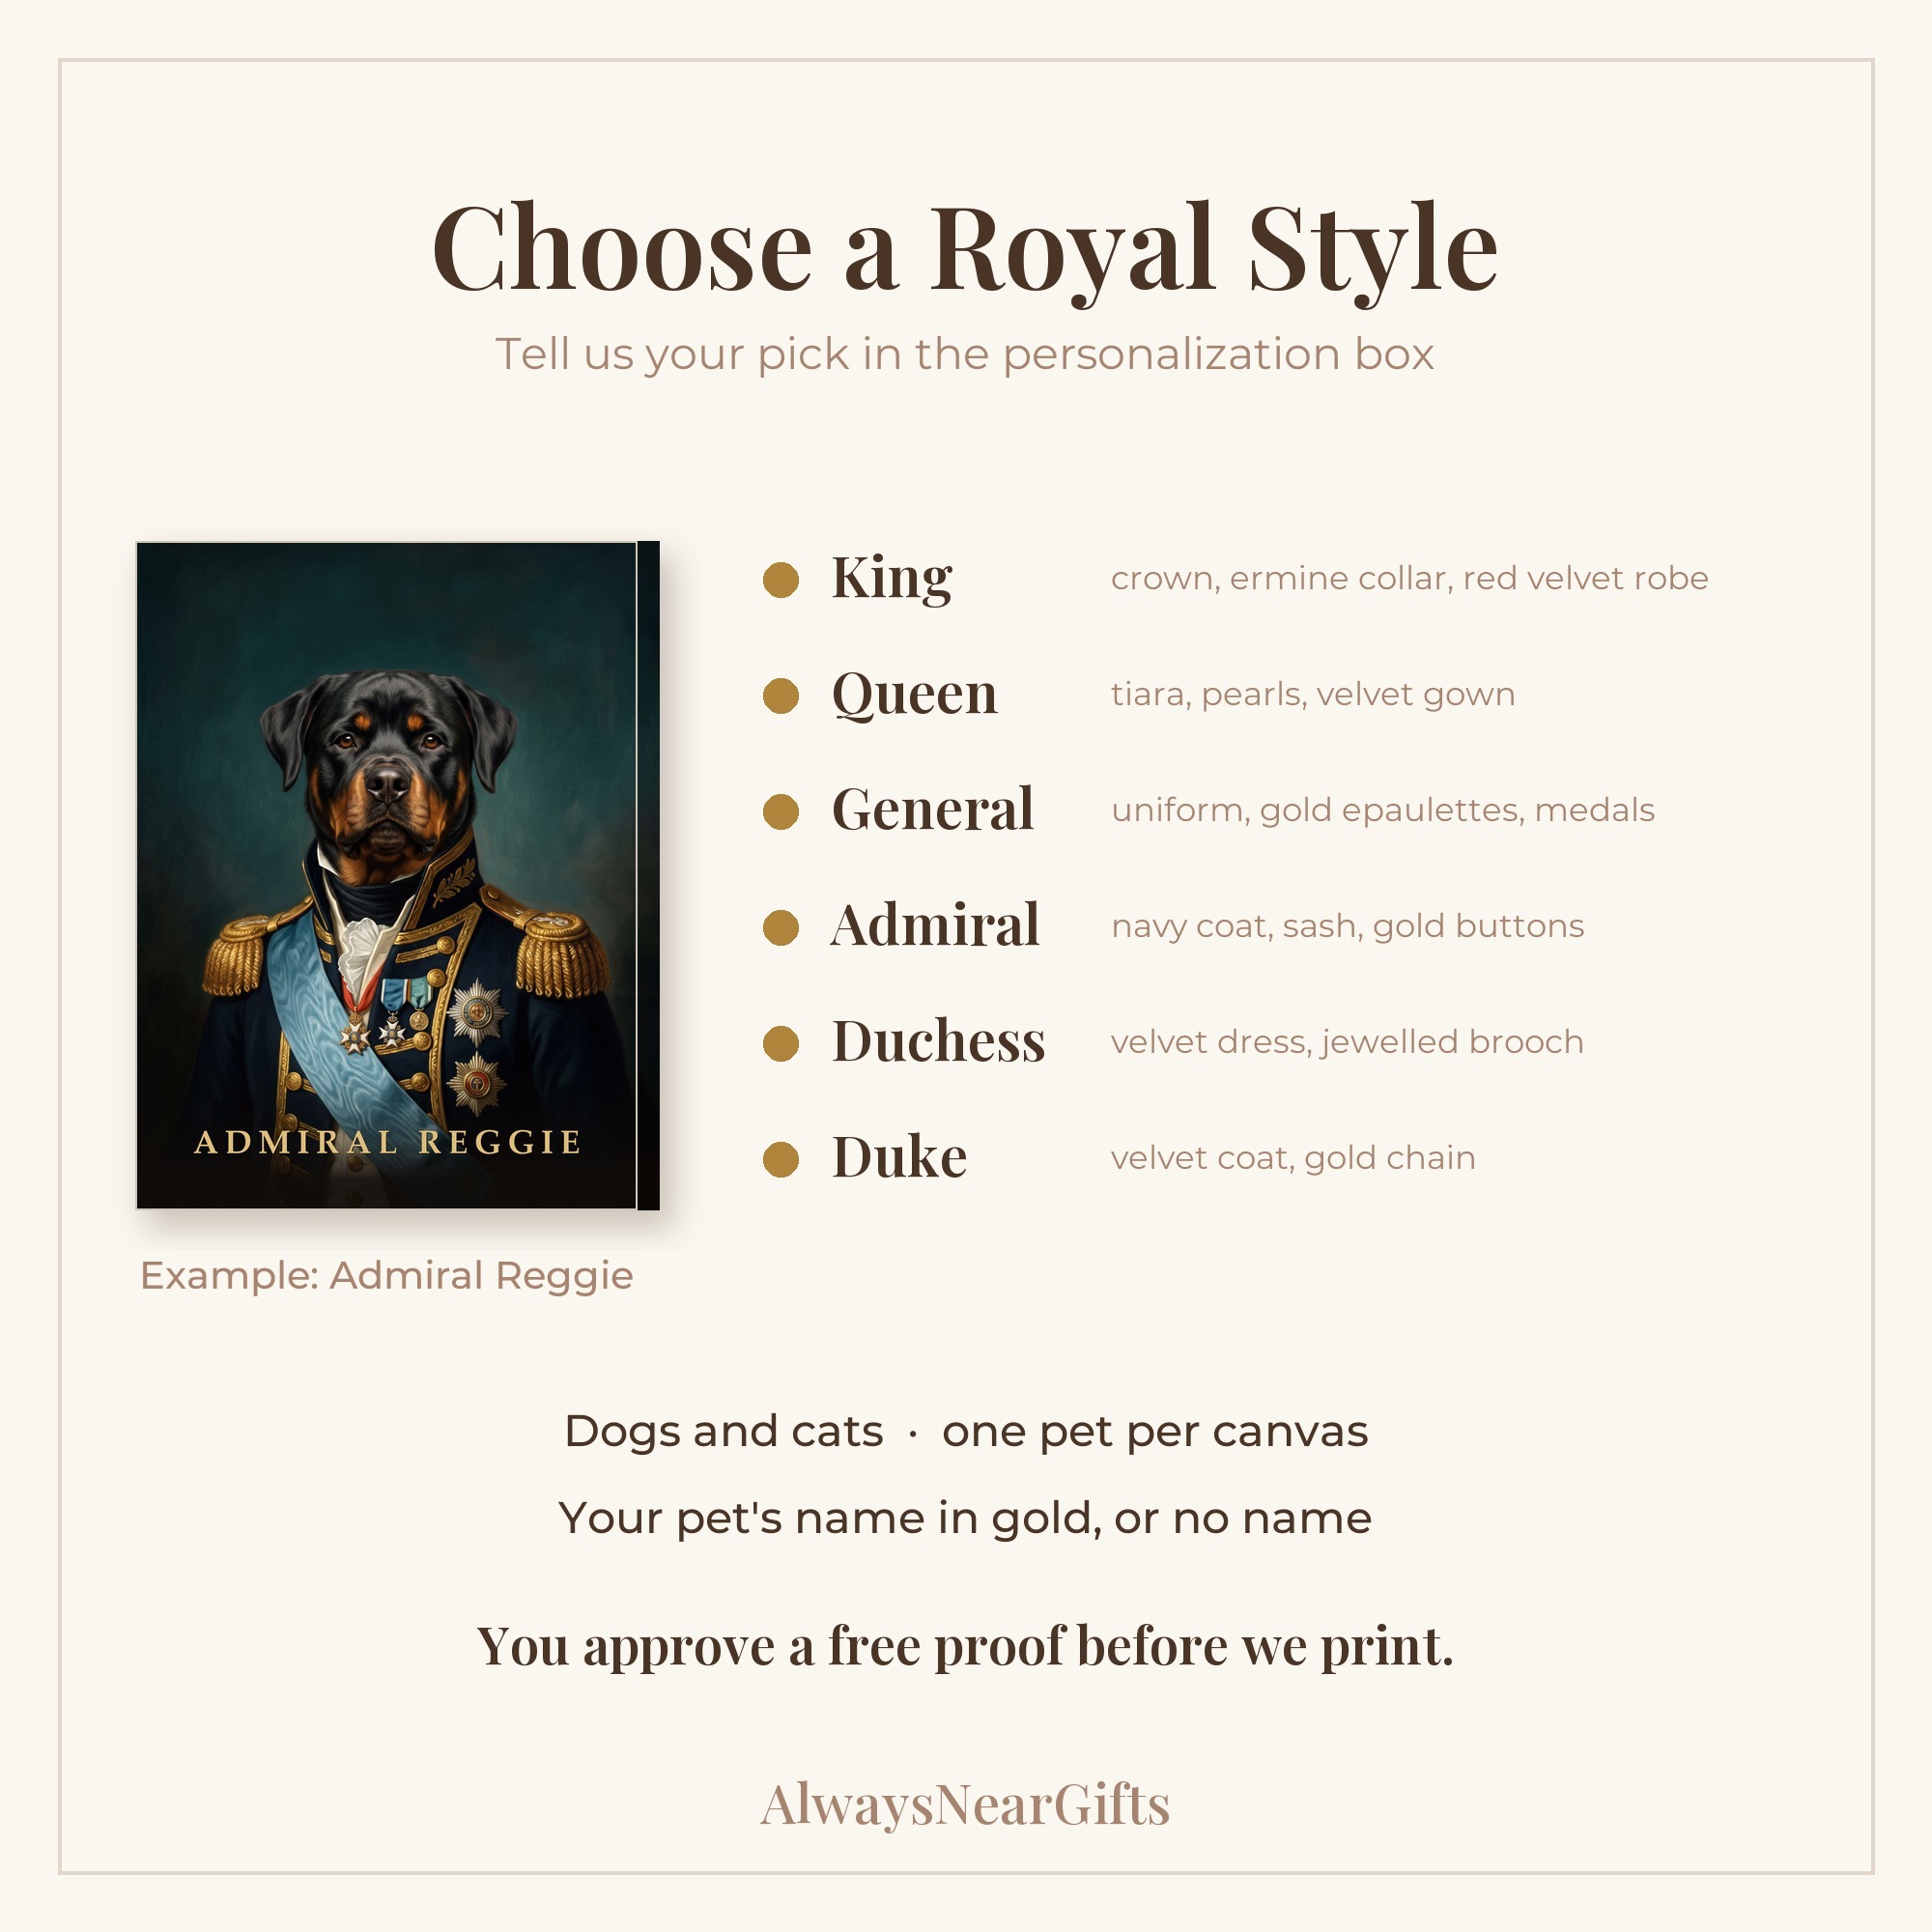 Choose a Royal Style
Tell us your pick in the personalization box
ADMIRAL REGGIE
Example: Admiral Reggie
King crown, ermine collar, red velvet robe
Queen tiara, pearls, velvet gown
General uniform, gold epaulettes, medals
Admiral navy coat, sash, gold buttons
Duchess velvet dress, jewelled brooch
Duke velvet coat, gold chain
Dogs and cats · one pet per canvas
Your pet's name in gold, or no name
You approve a free proof before we print.
AlwaysNearGifts